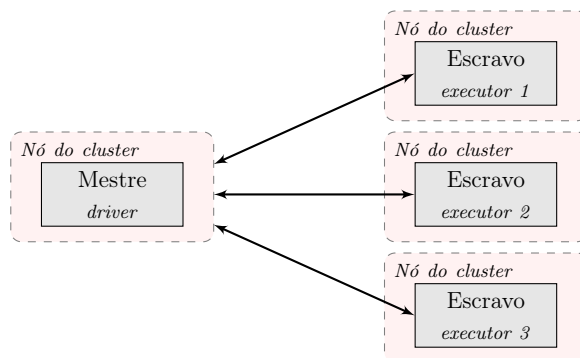 Nó do cluster
Mestre
driver
Nó do cluster
Escravo
executor 1
Nó do cluster
Escravo
executor 2
Nó do cluster
Escravo
executor 3